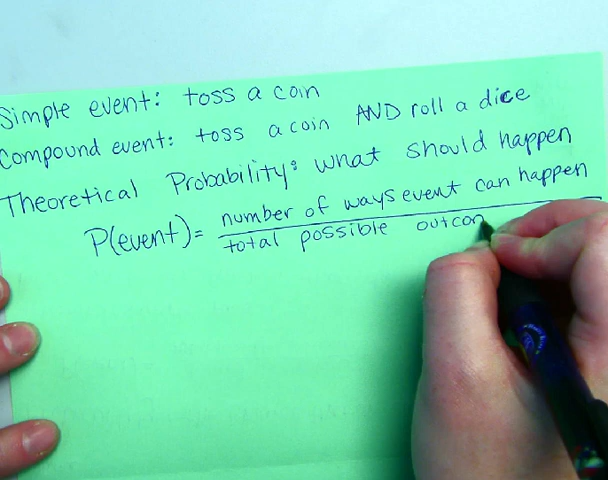 Simple event: toss a coin
Compound event: toss a coin AND roll a dice
Theoretical Probability: what should happen
P(event)= number of ways event can happen
total possible outcom